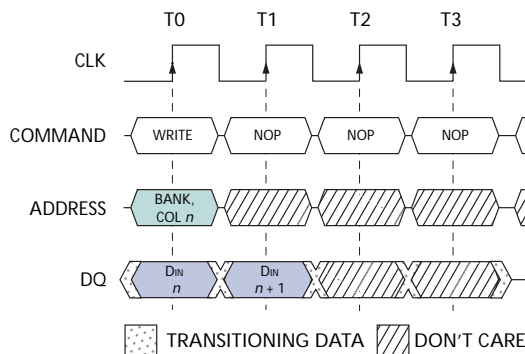 T0 T1 T2 T3
CLK
COMMAND WRITE NOP NOP NOP
ADDRESS BANK,
COL n
DQ DIN
n
DIN
n + 1
TRANSITIONING DATA DON'T CARE